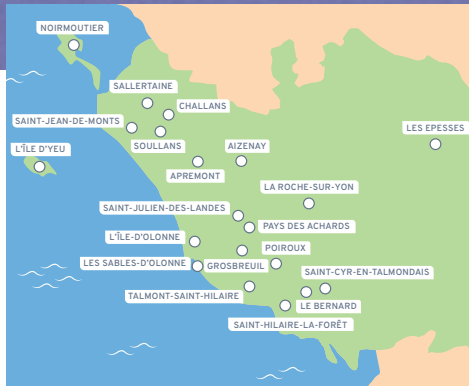 NOIRMOUTIER
SALLERTAINE
CHALLANS
SAINT-JEAN-DE-MONTS
LES EPESSES
SOULLANS
AIZENAY
L'ÎLE D'YEU
APREMONT
LA ROCHE-SUR-YON
SAINT-JULIEN-DES-LANDES
PAYS DES ACHARDS
L'ÎLE-D'OLONNE
POIROUX
LES SABLES-D'OLONNE
GROSBREUIL
SAINT-CYR-EN-TALMONDAIS
TALMONT-SAINT-HILAIRE
LE BERNARD
SAINT-HILAIRE-LA-FORÊT